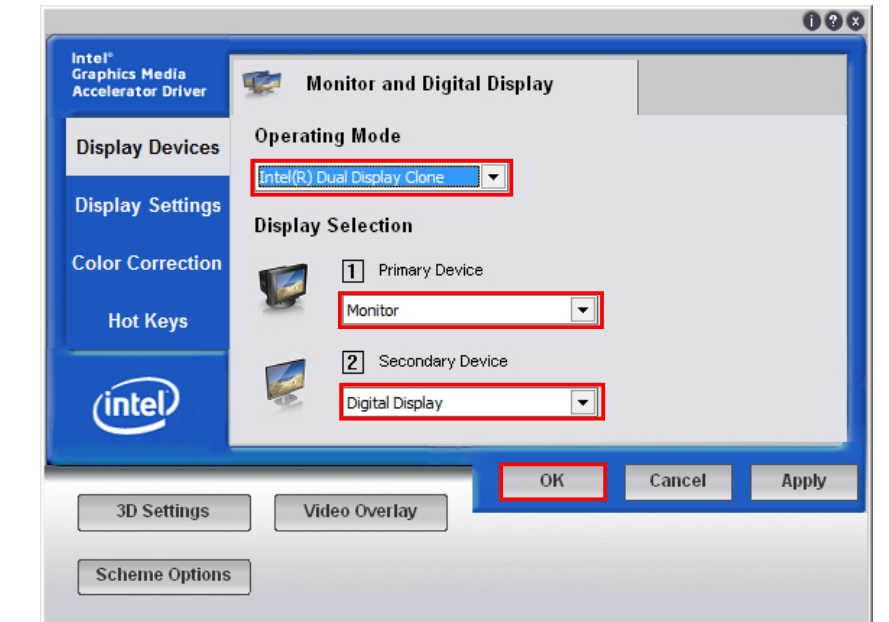 Intel®
Graphics Media
Accelerator Driver
Monitor and Digital Display
Display Devices
Display Settings
Color Correction
Hot Keys
intel
Operating Mode
Intel(R) Dual Display Clone
Display Selection
1 Primary Device
Monitor
2 Secondary Device
Digital Display
OK Cancel Apply
3D Settings Video Overlay
Scheme Options